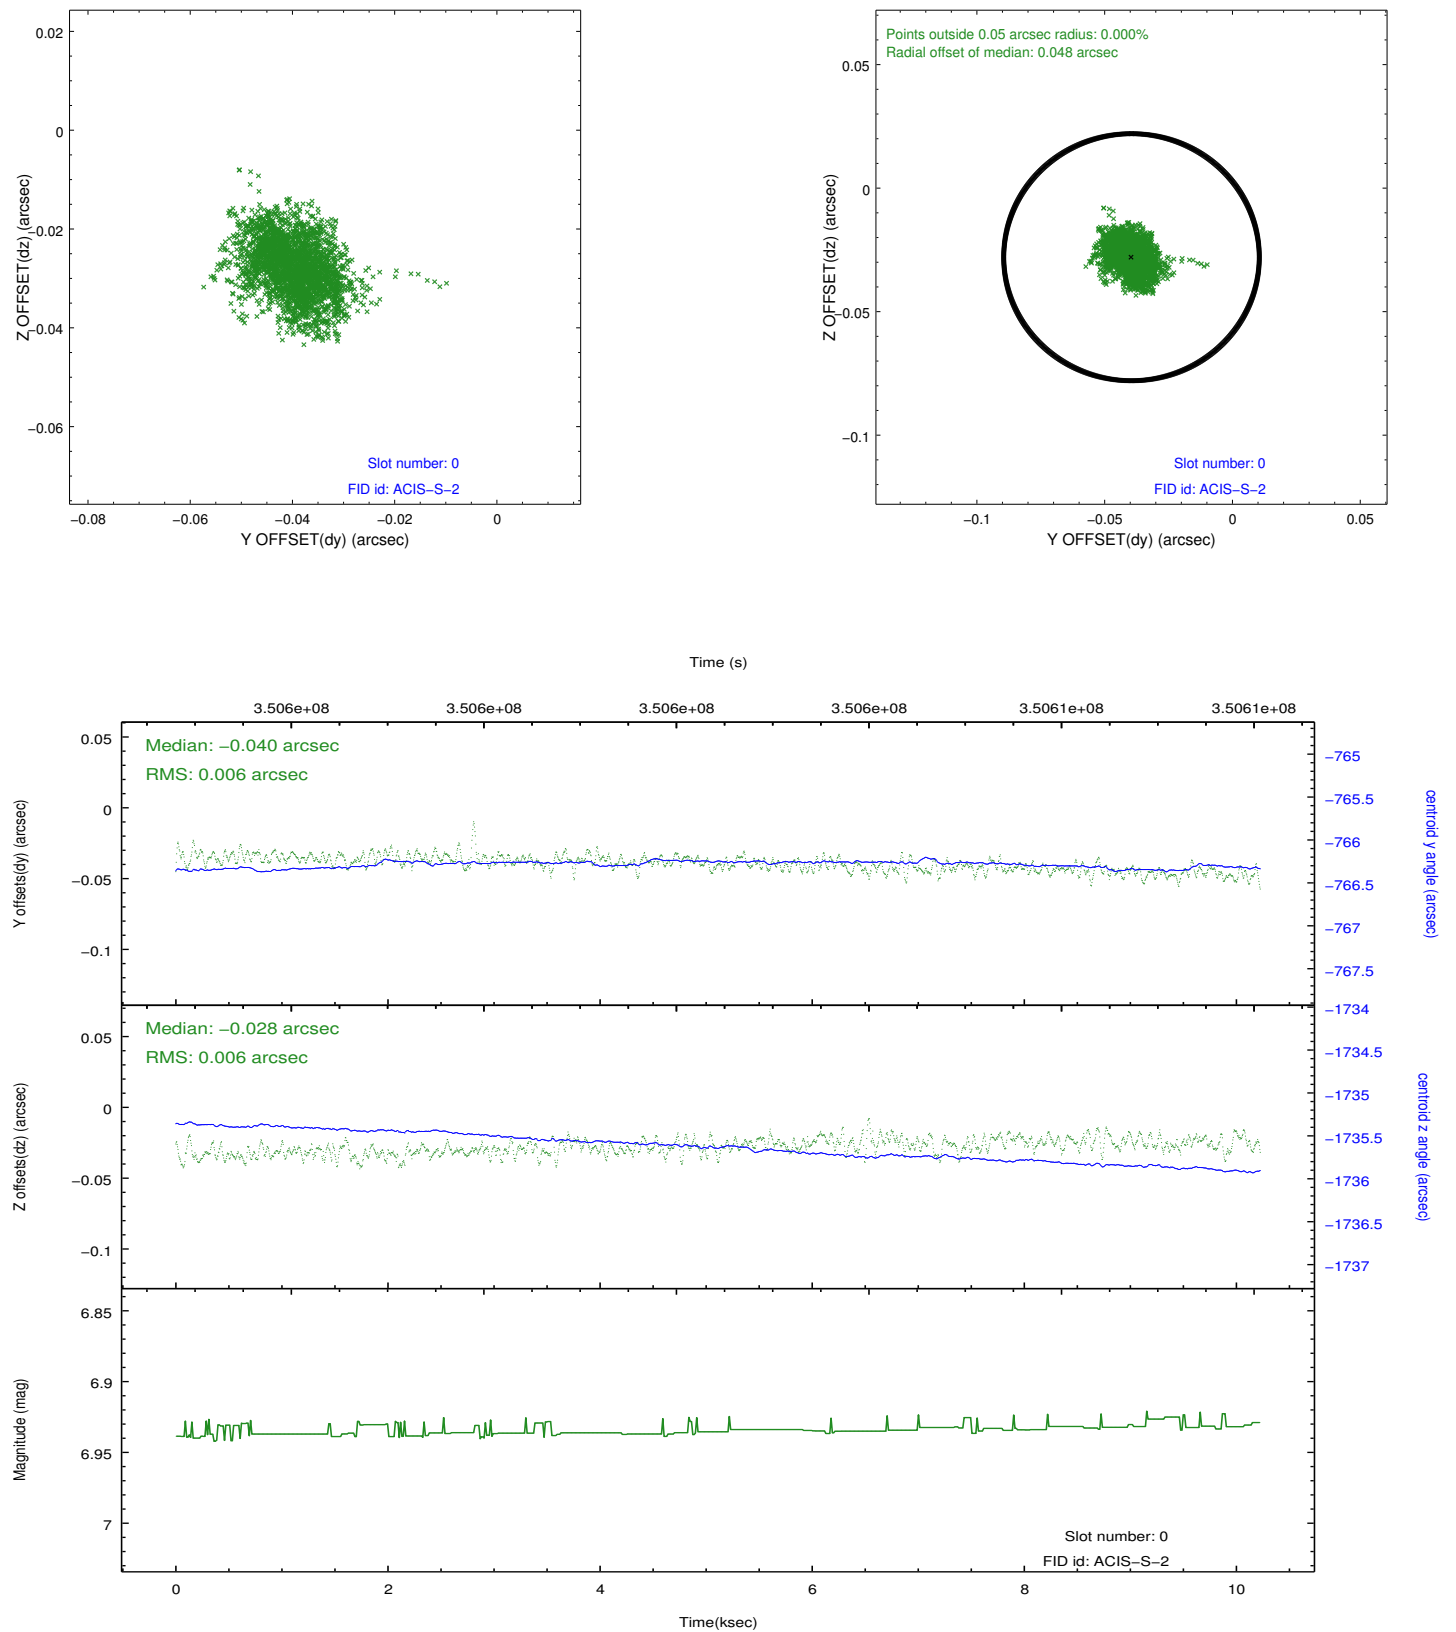 0.02
0
−0.02
−0.04
−0.06
Z OFFSET(dz) (arcsec)
Slot number: 0
FID id: ACIS−S−2
−0.08
−0.06
−0.04
−0.02
0
Y OFFSET(dy) (arcsec)
Points outside 0.05 arcsec radius: 0.000%
Radial offset of median: 0.048 arcsec
0.05
0
−0.05
−0.1
Z OFFSET(dz) (arcsec)
Slot number: 0
FID id: ACIS−S−2
−0.1
−0.05
0
0.05
Y OFFSET(dy) (arcsec)
Time (s)
3.506e+08
3.506e+08
3.506e+08
3.506e+08
3.5061e+08
3.5061e+08
Median: −0.040 arcsec
RMS: 0.006 arcsec
0.05
0
−0.05
−0.1
Y offsets(dy) (arcsec)
−765
−765.5
−766
−766.5
−767
−767.5
centroid y angle (arcsec)
Median: −0.028 arcsec
RMS: 0.006 arcsec
0.05
0
−0.05
−0.1
Z offsets(dz) (arcsec)
−1734
−1734.5
−1735
−1735.5
−1736
−1736.5
−1737
centroid z angle (arcsec)
6.85
6.9
6.95
7
Magnitude (mag)
Slot number: 0
FID id: ACIS−S−2
0
2
4
6
8
10
Time(ksec)